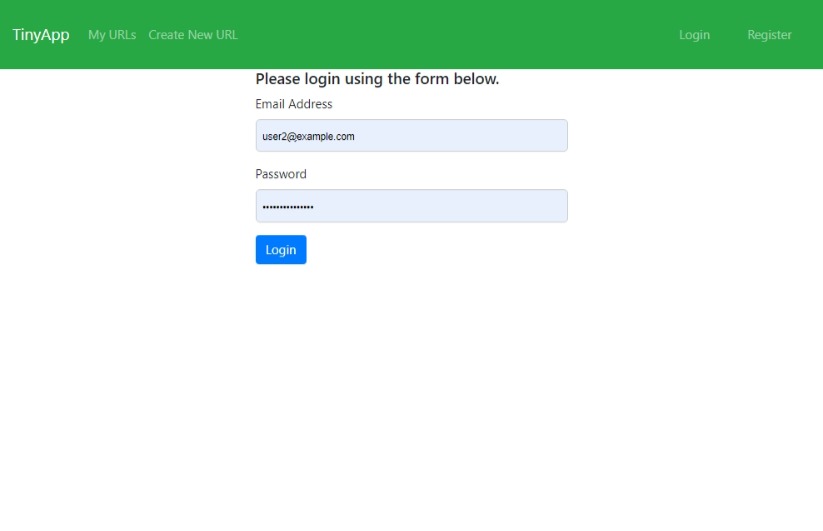 TinyApp My URLs Create New URL Login Register
Please login using the form below.
Email Address
user2@example.com
Password
•••••••••••••••
Login